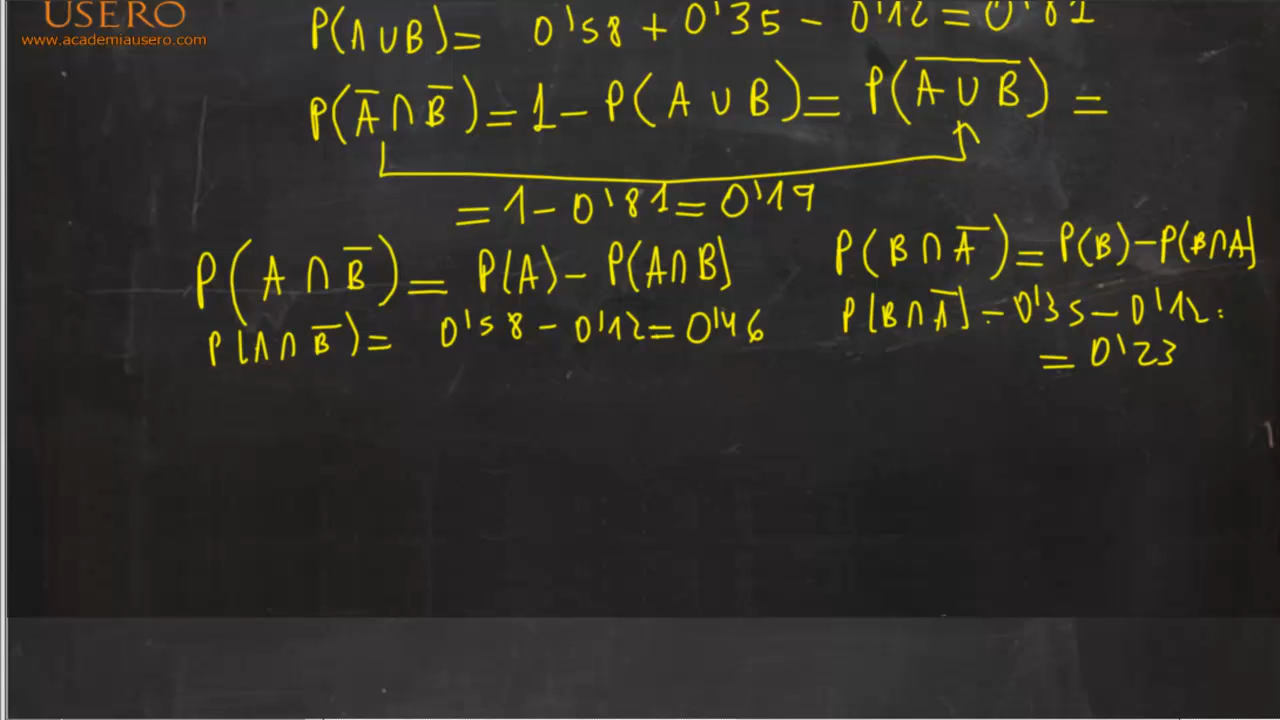 USERO
www.academiausero.com
P(A∪B)= 0'58 + 0'35 - 0'12 = 0'81
P(A̅∩B̅)=1-P(A∪B)=P(A̅ ̅∪̅ ̅B̅)=
=1-0'81=0'19
P(A∩B̅)=P(A)-P(A∩B)
P(A∩B̅)= 0'58-0'12=0'46
P(B∩A̅)=P(B)-P(B∩A)
P(B∩A̅)=0'35-0'12=
=0'23